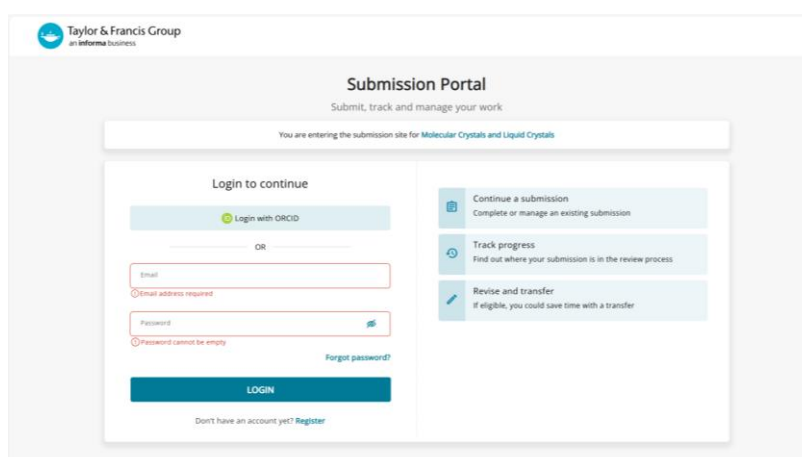 Taylor & Francis Group
an informa business
Submission Portal
Submit, track and manage your work
You are entering the submission site for Molecular Crystals and Liquid Crystals
Login to continue
iD Login with ORCID
OR
Email
Email address required
Password
Password cannot be empty
Forgot password?
LOGIN
Don't have an account yet? Register
Continue a submission
Complete or manage an existing submission
Track progress
Find out where your submission is in the review process
Revise and transfer
If eligible, you could save time with a transfer